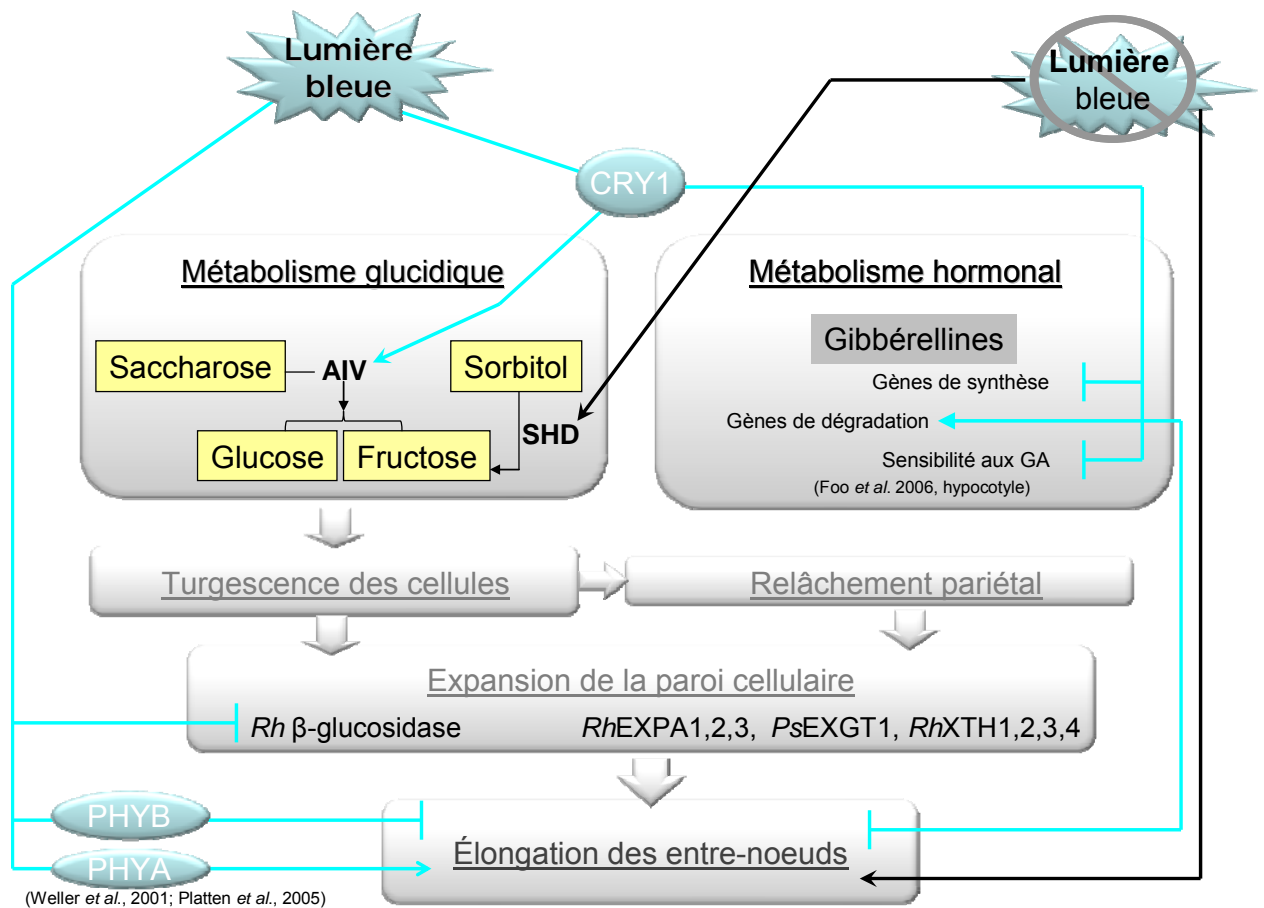 Lumière
bleue
Lumière
bleue
CRY1
Métabolisme glucidique
Saccharose
AIV
Sorbitol
SHD
Glucose
Fructose
Métabolisme hormonal
Gibbérellines
Gènes de synthèse
Gènes de dégradation
Sensibilité aux GA
(Foo et al. 2006, hypocotyle)
Turgescence des cellules
Relâchement pariétal
Expansion de la paroi cellulaire
Rh β-glucosidase
RhEXPA1,2,3, PsEXGT1, RhXTH1,2,3,4
PHYB
PHYA
(Weller et al., 2001; Platten et al., 2005)
Élongation des entre-noeuds